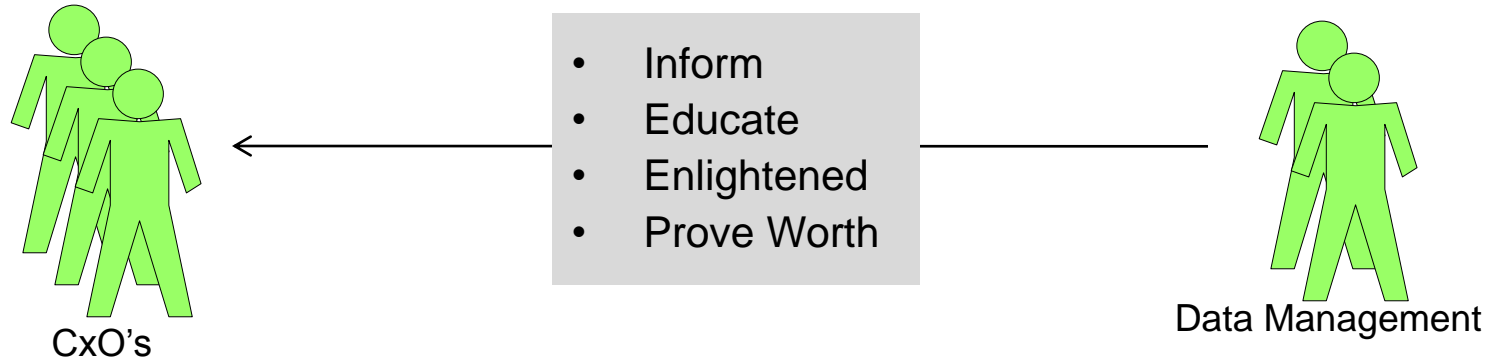 • Inform
• Educate
• Enlightened
• Prove Worth
CxO’s
Data Management